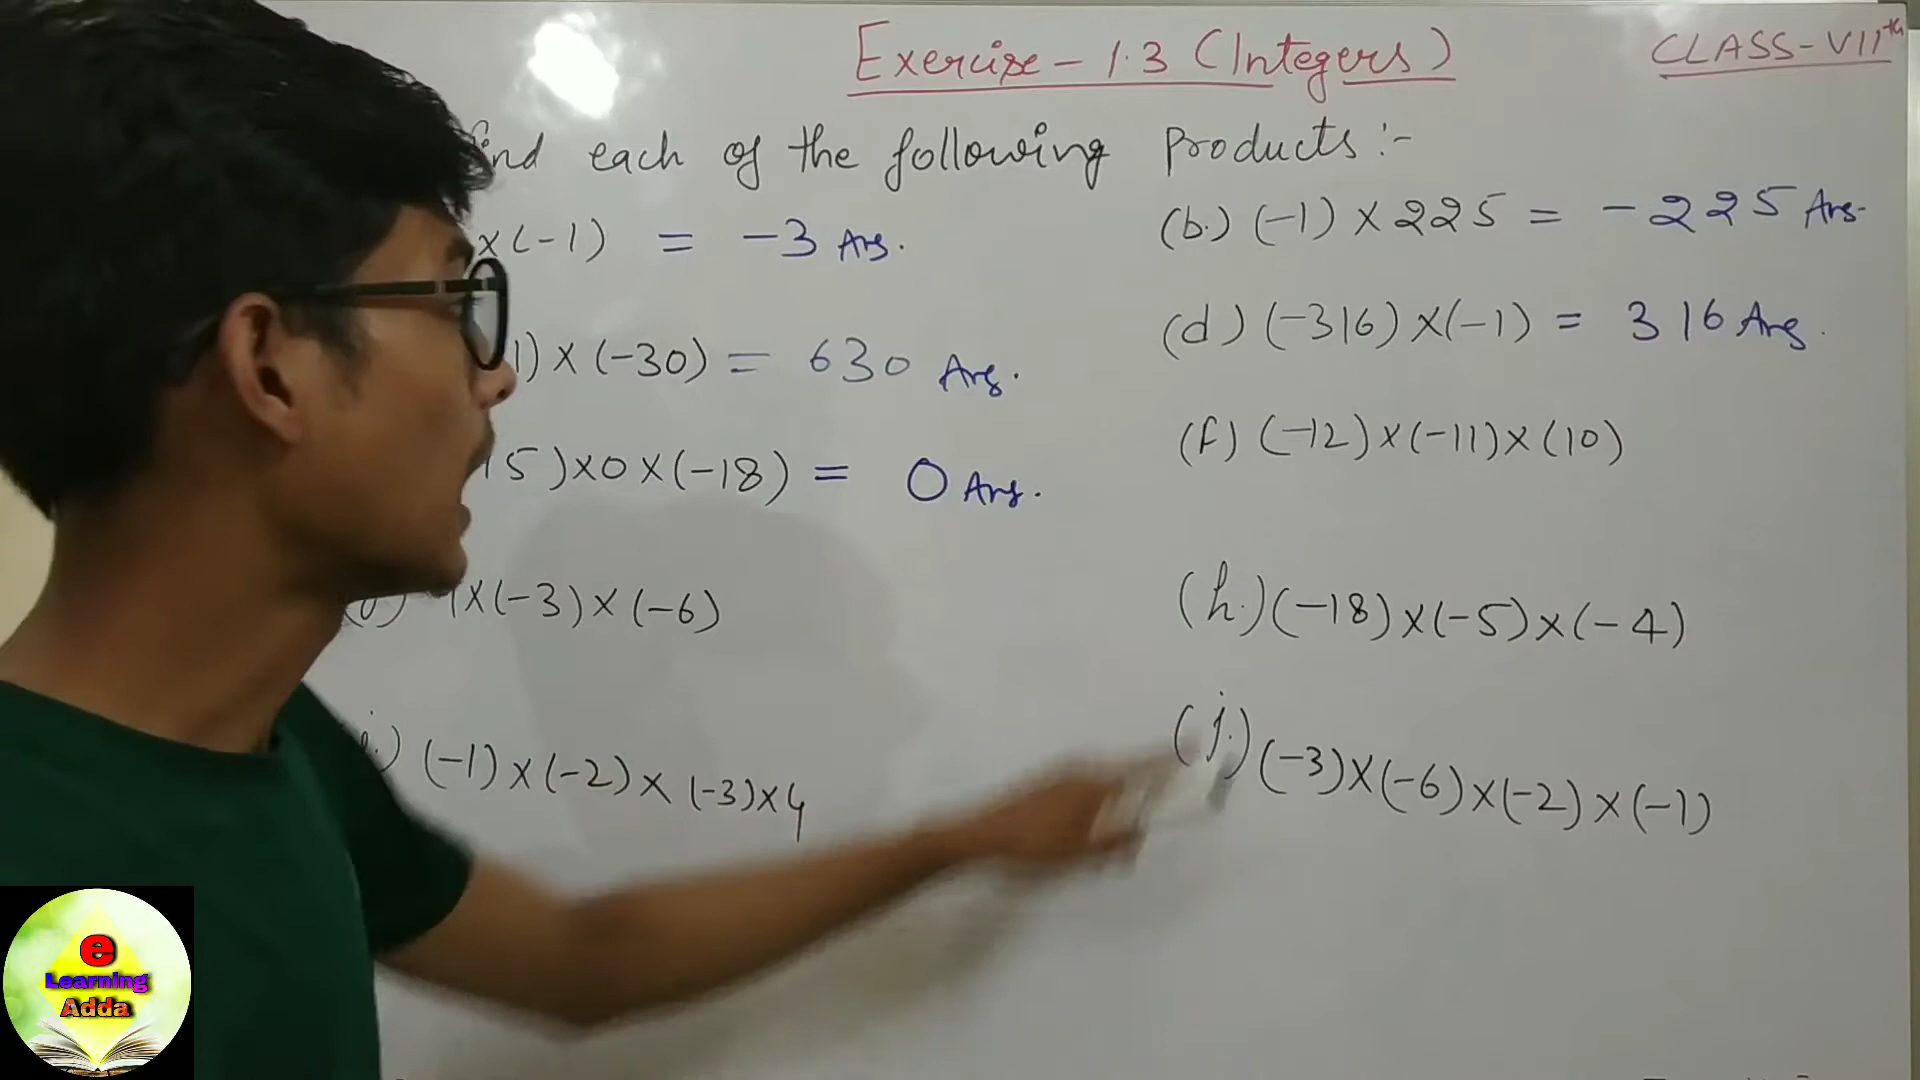 Exercise - 1.3 (Integers)
CLASS-VIIth
find each of the following Products :-
x(-1) = -3 Ans.
(b.) (-1) × 225 = -225 Ans.
1) × (-30) = 630 Ans.
(d) (-316) ×(-1) = 316 Ans.
5)×0×(-18) = 0 Ans.
(f) (-12)×(-11)×(10)
×(-3)×(-6)
(h.) (-18)×(-5)×(-4)
(-1)×(-2)×(-3)×4
(j.) (-3)×(-6)×(-2)×(-1)
e
Learning
Adda